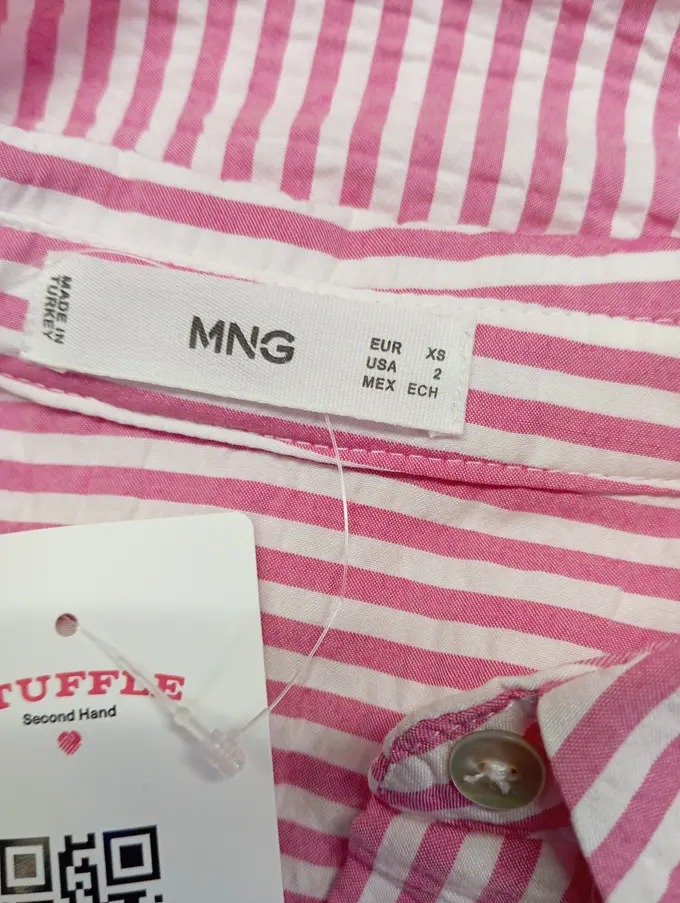 MADE IN
TURKEY
MNG
EUR XS
USA 2
MEX ECH
TUFFLE
Second Hand